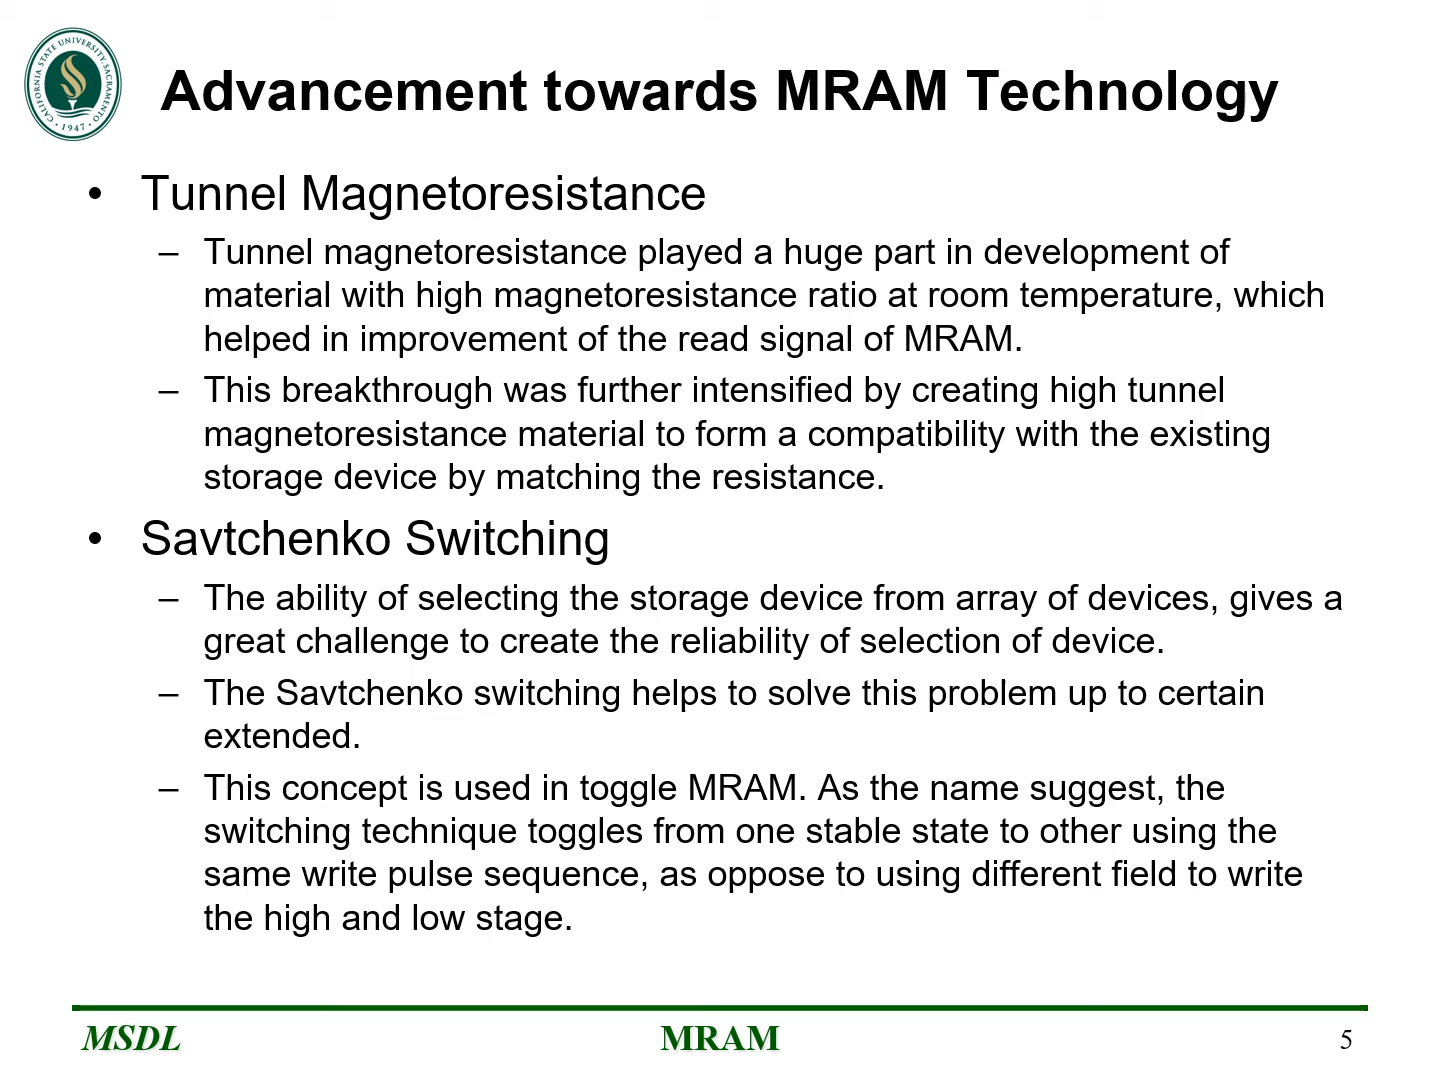 CALIFORNIA STATE UNIVERSITY, SACRAMENTO
• 1947 •
Advancement towards MRAM Technology
• Tunnel Magnetoresistance
– Tunnel magnetoresistance played a huge part in development of
material with high magnetoresistance ratio at room temperature, which
helped in improvement of the read signal of MRAM.
– This breakthrough was further intensified by creating high tunnel
magnetoresistance material to form a compatibility with the existing
storage device by matching the resistance.
• Savtchenko Switching
– The ability of selecting the storage device from array of devices, gives a
great challenge to create the reliability of selection of device.
– The Savtchenko switching helps to solve this problem up to certain
extended.
– This concept is used in toggle MRAM. As the name suggest, the
switching technique toggles from one stable state to other using the
same write pulse sequence, as oppose to using different field to write
the high and low stage.
MSDL MRAM 5